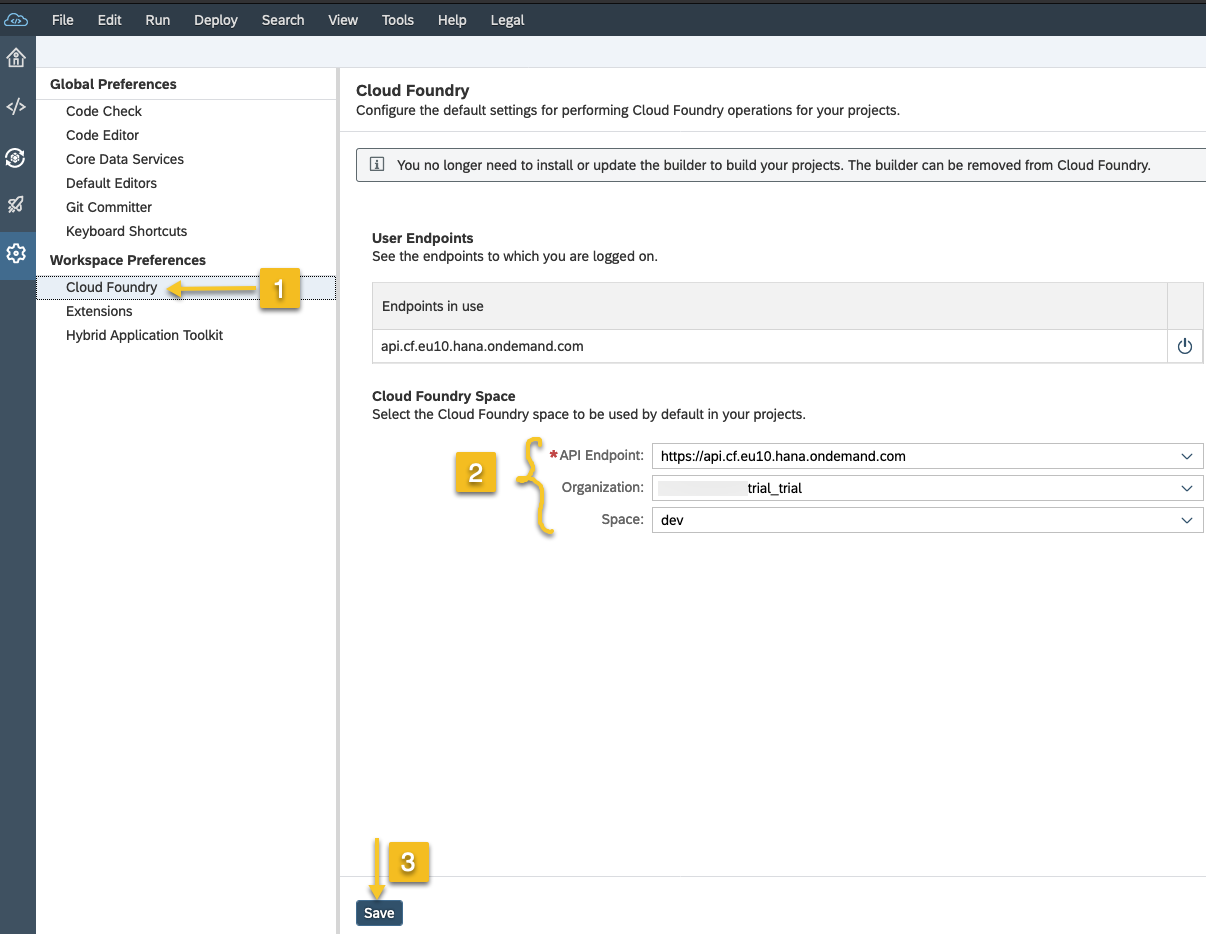 File Edit Run Deploy Search View Tools Help Legal
Global Preferences
Code Check
Code Editor
Core Data Services
Default Editors
Git Committer
Keyboard Shortcuts
Workspace Preferences
Cloud Foundry
1
Extensions
Hybrid Application Toolkit
Cloud Foundry
Configure the default settings for performing Cloud Foundry operations for your projects.
You no longer need to install or update the builder to build your projects. The builder can be removed from Cloud Foundry.
User Endpoints
See the endpoints to which you are logged on.
Endpoints in use
api.cf.eu10.hana.ondemand.com
Cloud Foundry Space
Select the Cloud Foundry space to be used by default in your projects.
2
*API Endpoint: https://api.cf.eu10.hana.ondemand.com
Organization: trial_trial
Space: dev
3
Save